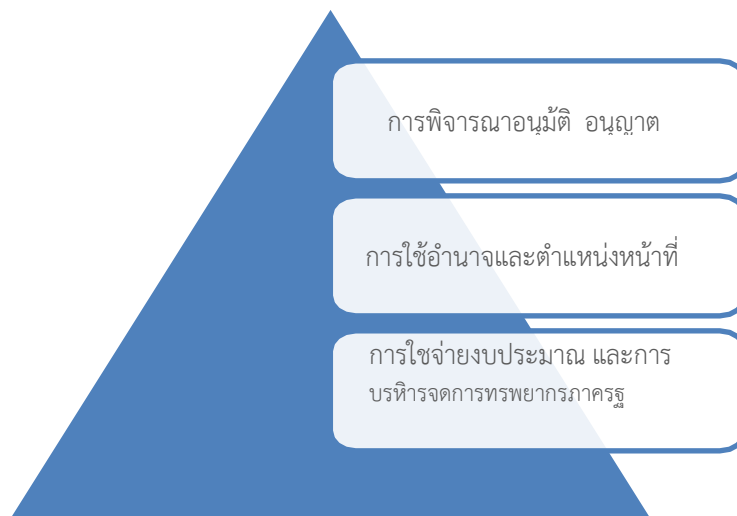 การพิจารณาอนุมัติ อนุญาต
การใช้อำนาจและตำแหน่งหน้าที่
การใชจ่ายงบประมาณ และการ
บรหิารจดการทรพยากรภาครฐ